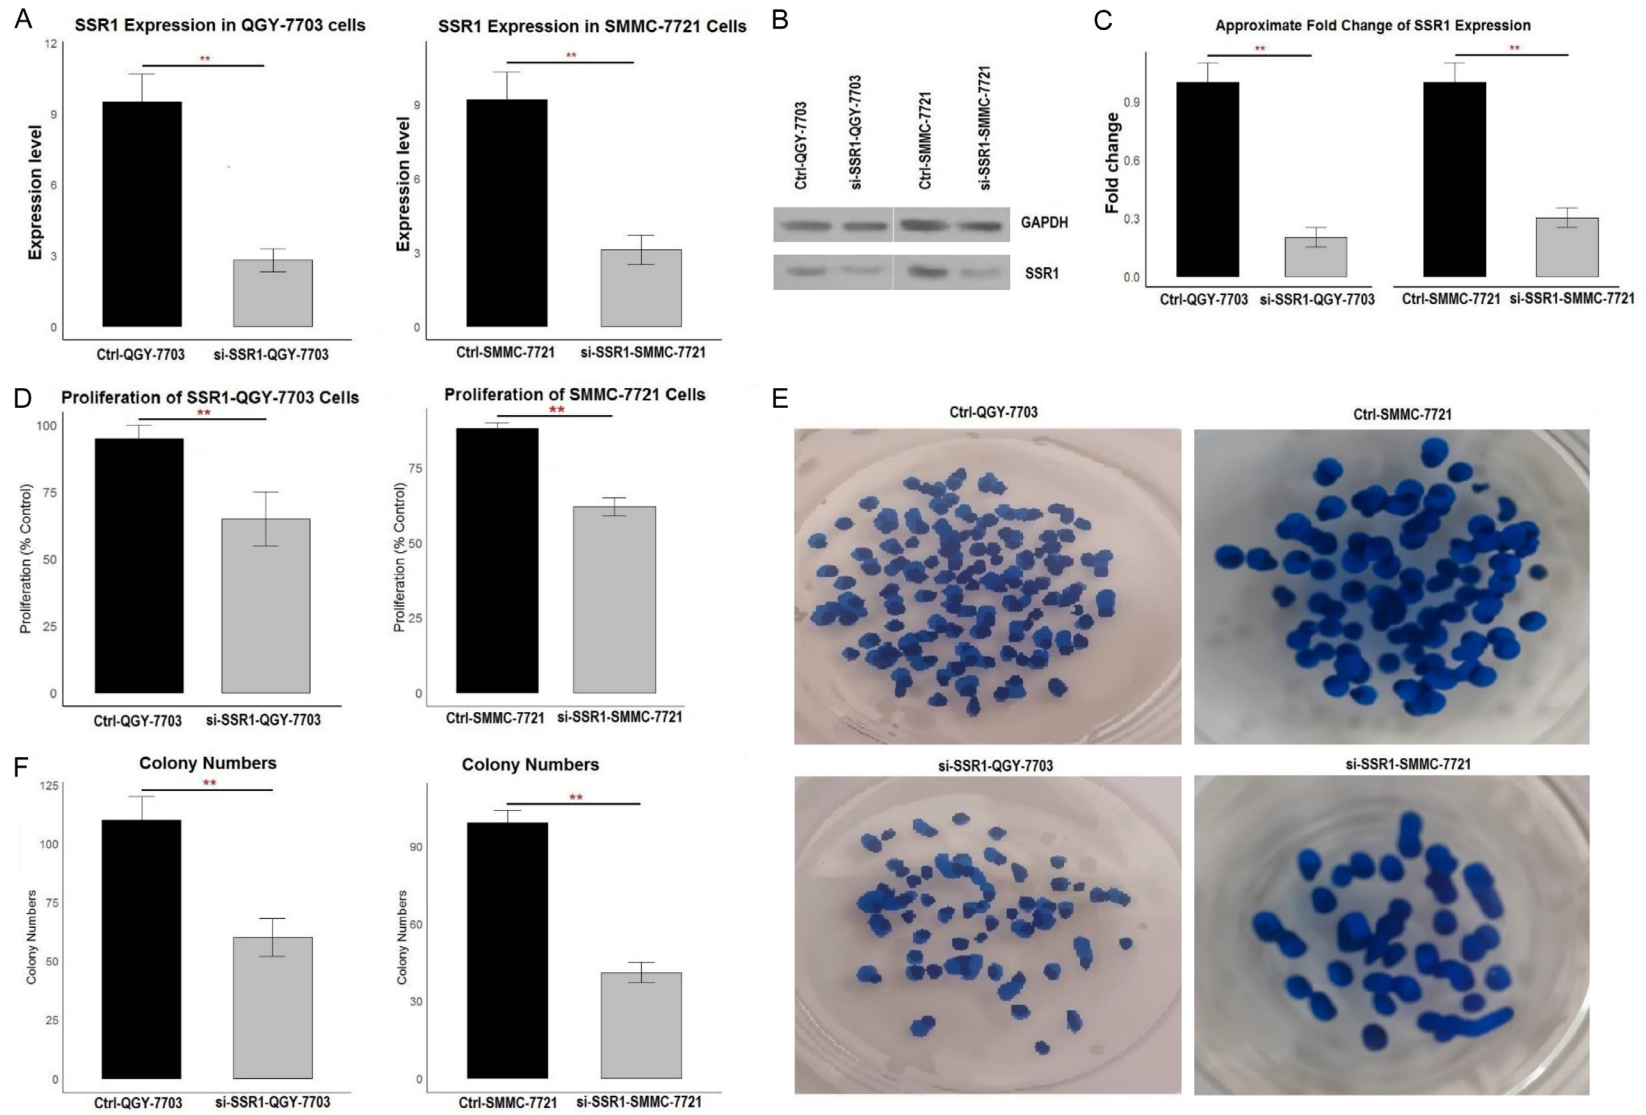 A
SSR1 Expression in QGY-7703 cells
Expression level
12
9
6
3
0
**
Ctrl-QGY-7703
si-SSR1-QGY-7703
SSR1 Expression in SMMC-7721 Cells
Expression level
9
6
3
0
**
Ctrl-SMMC-7721
si-SSR1-SMMC-7721
B
Ctrl-QGY-7703
si-SSR1-QGY-7703
Ctrl-SMMC-7721
si-SSR1-SMMC-7721
GAPDH
SSR1
C
Approximate Fold Change of SSR1 Expression
Fold change
0.9
0.6
0.3
0.0
**
**
Ctrl-QGY-7703
si-SSR1-QGY-7703
Ctrl-SMMC-7721
si-SSR1-SMMC-7721
D
Proliferation of SSR1-QGY-7703 Cells
Proliferation (% Control)
100
75
50
25
0
**
Ctrl-QGY-7703
si-SSR1-QGY-7703
Proliferation of SMMC-7721 Cells
Proliferation (% Control)
75
50
25
0
**
Ctrl-SMMC-7721
si-SSR1-SMMC-7721
E
Ctrl-QGY-7703
Ctrl-SMMC-7721
si-SSR1-QGY-7703
si-SSR1-SMMC-7721
F
Colony Numbers
Colony Numbers
125
100
75
50
25
0
**
Ctrl-QGY-7703
si-SSR1-QGY-7703
Colony Numbers
Colony Numbers
90
60
30
0
**
Ctrl-SMMC-7721
si-SSR1-SMMC-7721